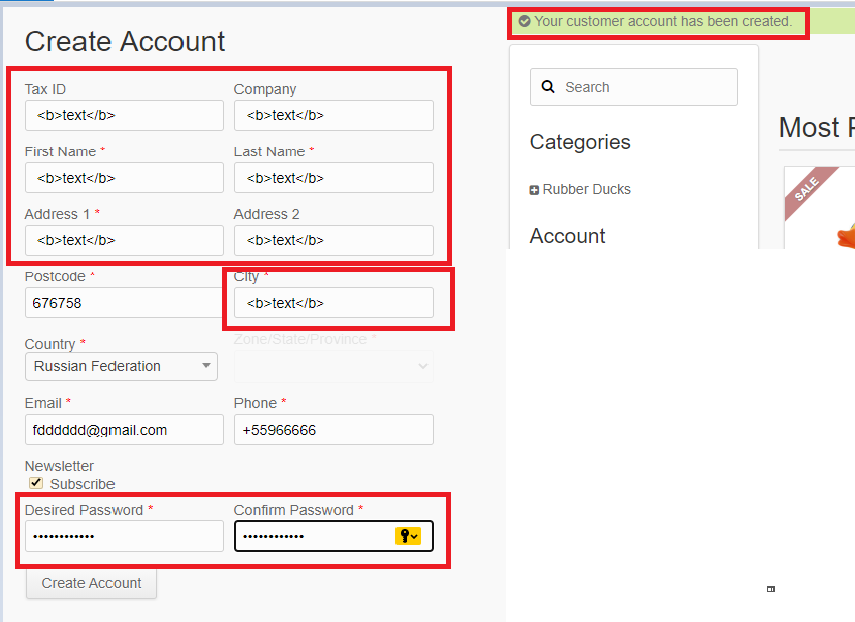 Create Account
Tax ID
Company
<b>text</b>
<b>text</b>
First Name *
Last Name *
<b>text</b>
<b>text</b>
Address 1 *
Address 2
<b>text</b>
<b>text</b>
Postcode *
City *
676758
<b>text</b>
Country *
Zone/State/Province *
Russian Federation
Email *
Phone *
fdddddd@gmail.com
+55966666
Newsletter
Subscribe
Desired Password *
Confirm Password *
••••••••••••
••••••••••••
Create Account
Your customer account has been created.
Search
Categories
Rubber Ducks
Account
Most P
SALE